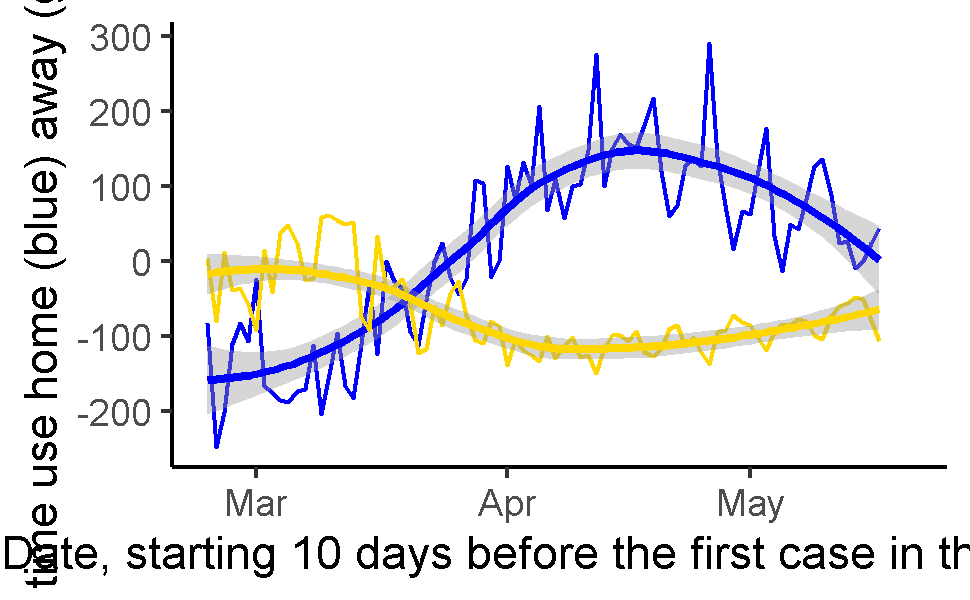 time use home (blue) away (
300
200
100
0
-100
-200
Mar Apr May
Date, starting 10 days before the first case in th